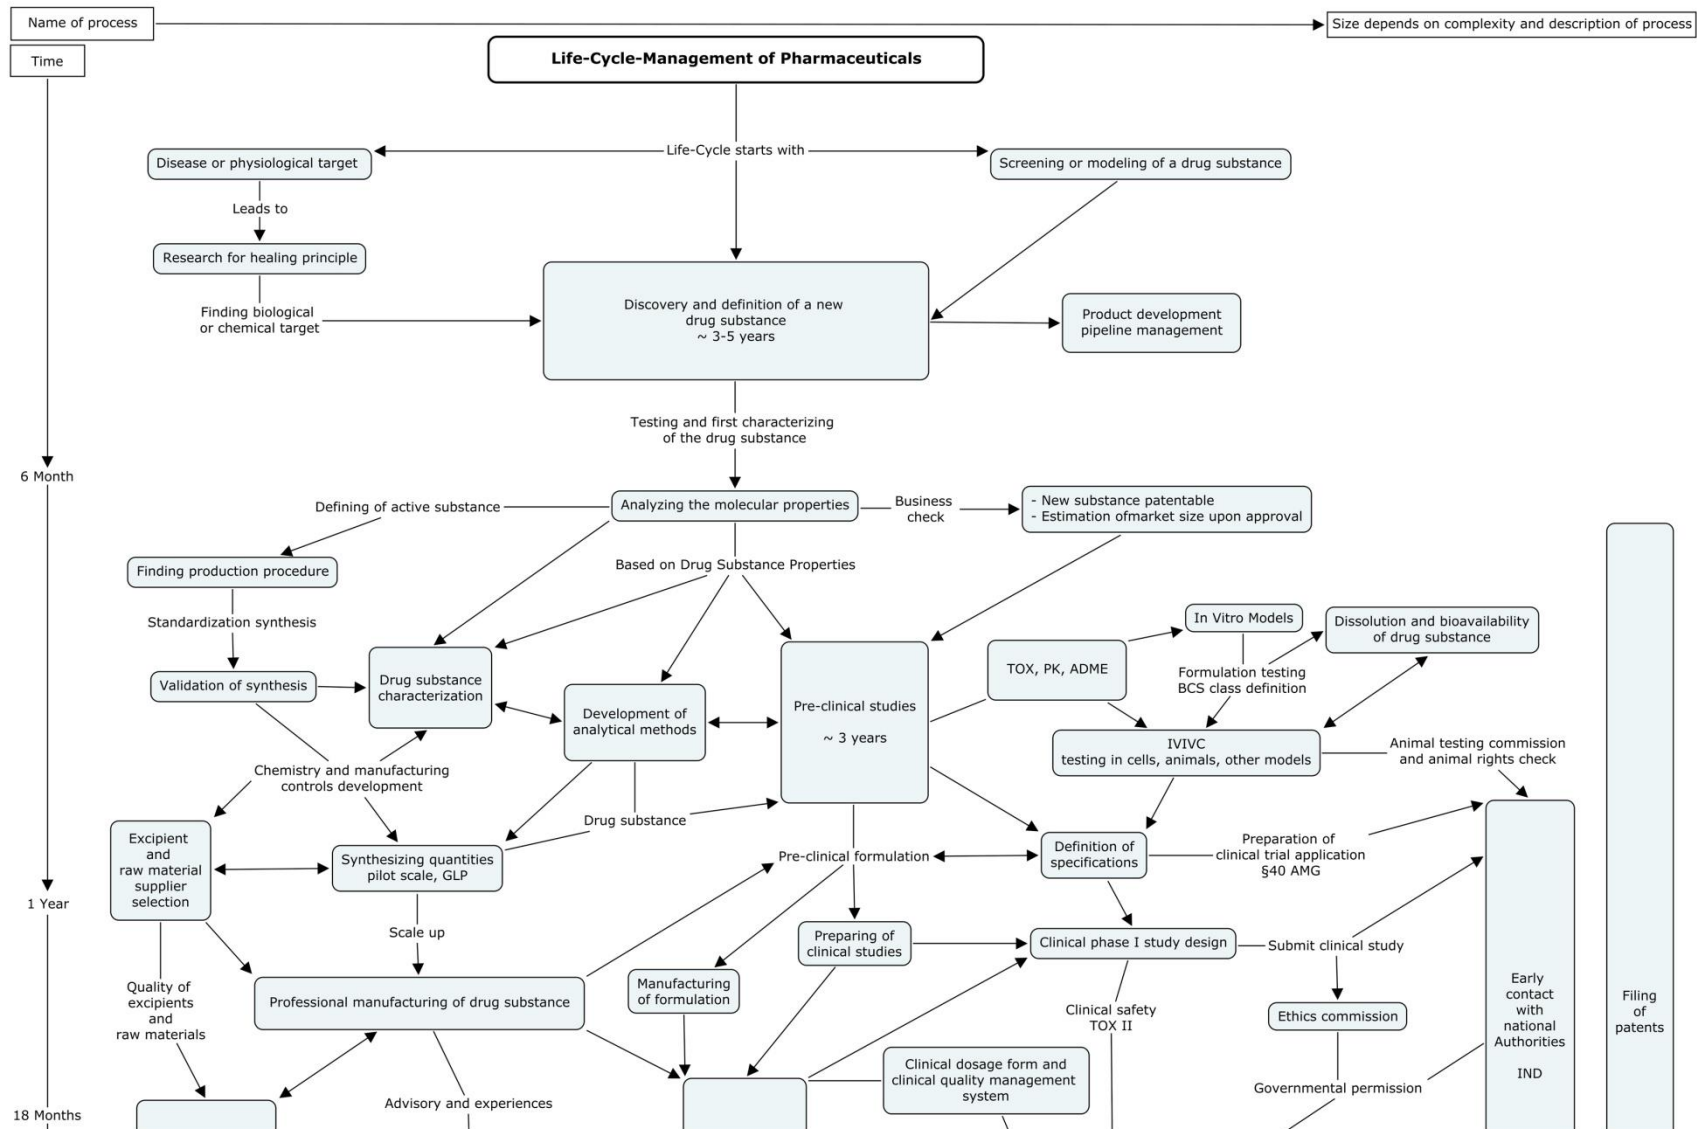 Name of process
Size depends on complexity and description of process
Time
Life-Cycle-Management of Pharmaceuticals
Disease or physiological target
Life-Cycle starts with
Screening or modeling of a drug substance
Leads to
Research for healing principle
Finding biological
or chemical target
Discovery and definition of a new
drug substance
~ 3-5 years
Product development
pipeline management
Testing and first characterizing
of the drug substance
6 Month
Defining of active substance
Analyzing the molecular properties
Business
check
- New substance patentable
- Estimation ofmarket size upon approval
Finding production procedure
Based on Drug Substance Properties
Standardization synthesis
In Vitro Models
Dissolution and bioavailability
of drug substance
Validation of synthesis
Drug substance
characterization
Development of
analytical methods
Pre-clinical studies
~ 3 years
TOX, PK, ADME
Formulation testing
BCS class definition
IVIVC
testing in cells, animals, other models
Animal testing commission
and animal rights check
Chemistry and manufacturing
controls development
Drug substance
Excipient
and
raw material
supplier
selection
Synthesizing quantities
pilot scale, GLP
Pre-clinical formulation
Definition of
specifications
Preparation of
clinical trial application
§40 AMG
1 Year
Scale up
Preparing of
clinical studies
Clinical phase I study design
Submit clinical study
Quality of
excipients
and
raw materials
Professional manufacturing of drug substance
Manufacturing
of formulation
Clinical safety
TOX II
Ethics commission
Early
contact
with
national
Authorities
IND
Filing
of
patents
Clinical dosage form and
clinical quality management
system
Governmental permission
Advisory and experiences
18 Months